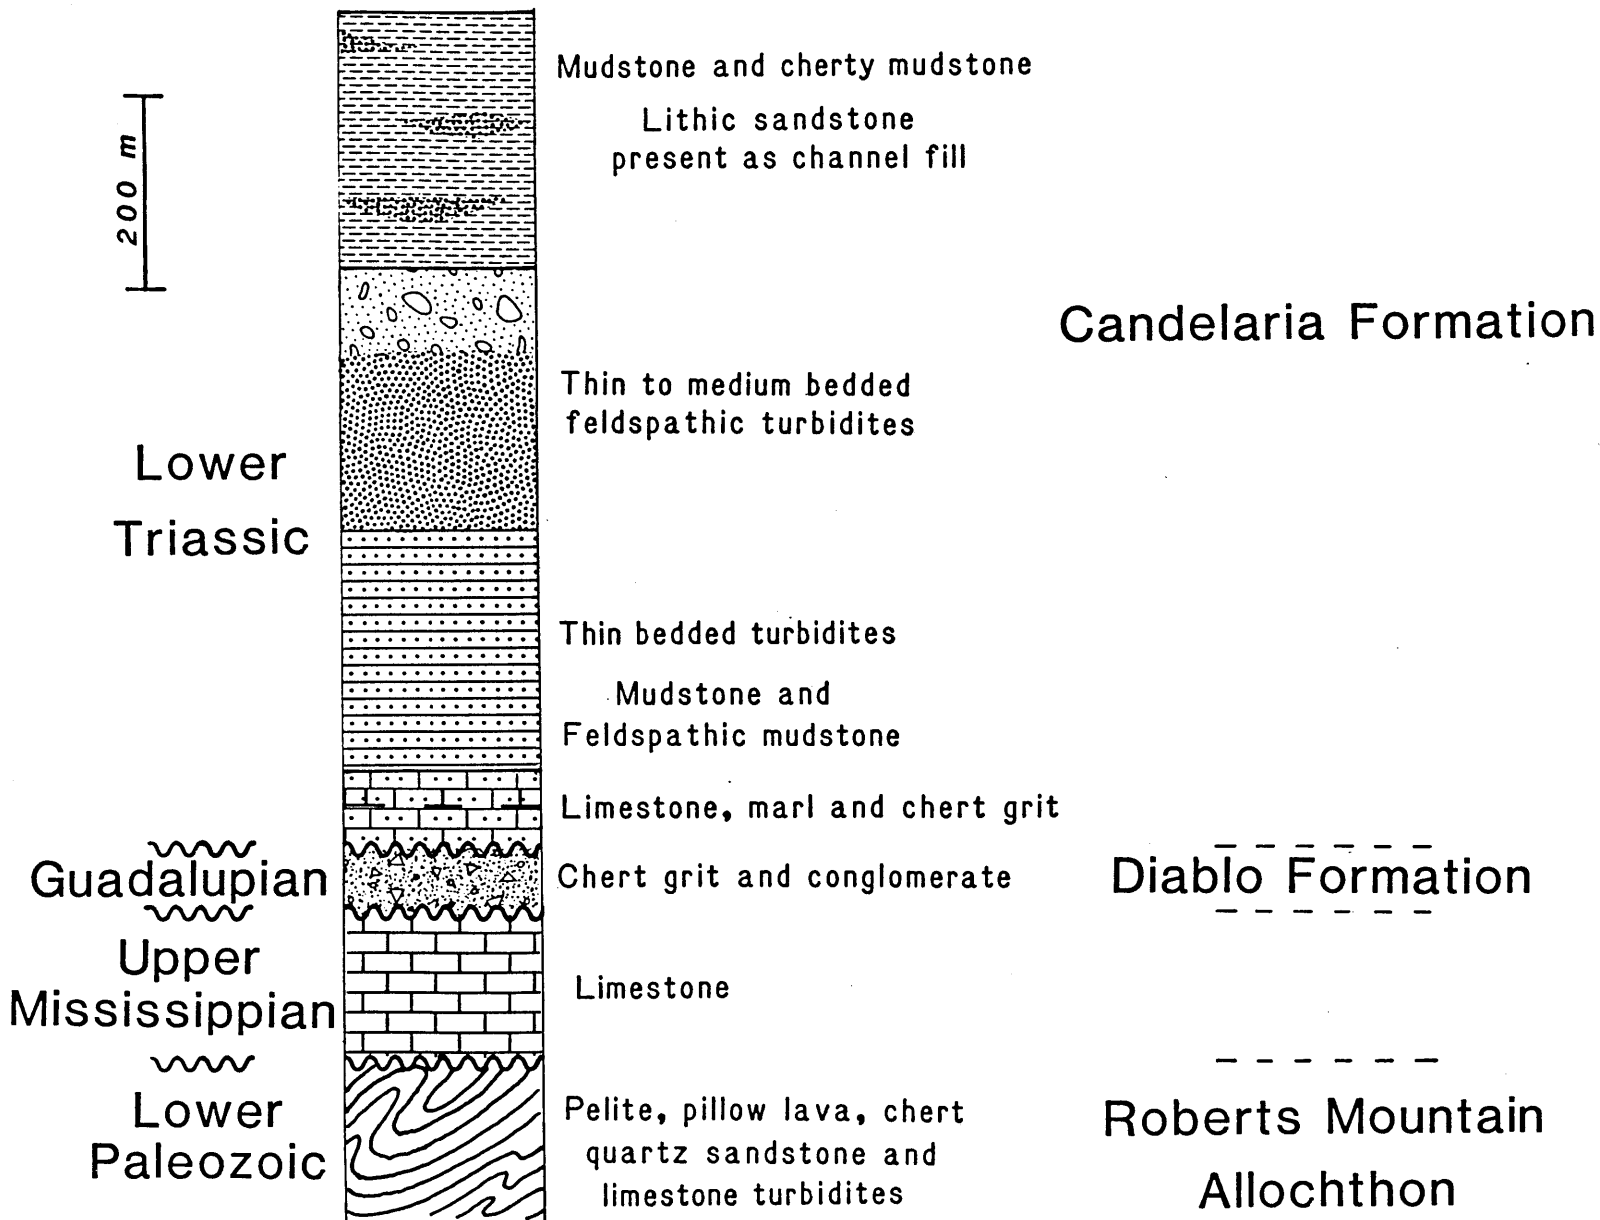 Mudstone and cherty mudstone
Lithic sandstone
present as channel fill
200 m
Candelaria Formation
Thin to medium bedded
feldspathic turbidites
Lower
Triassic
Thin bedded turbidites
Mudstone and
Feldspathic mudstone
Limestone, marl and chert grit
Guadalupian
Chert grit and conglomerate
Diablo Formation
Upper
Mississippian
Limestone
Lower
Paleozoic
Pelite, pillow lava, chert
quartz sandstone and
limestone turbidites
Roberts Mountain
Allochthon